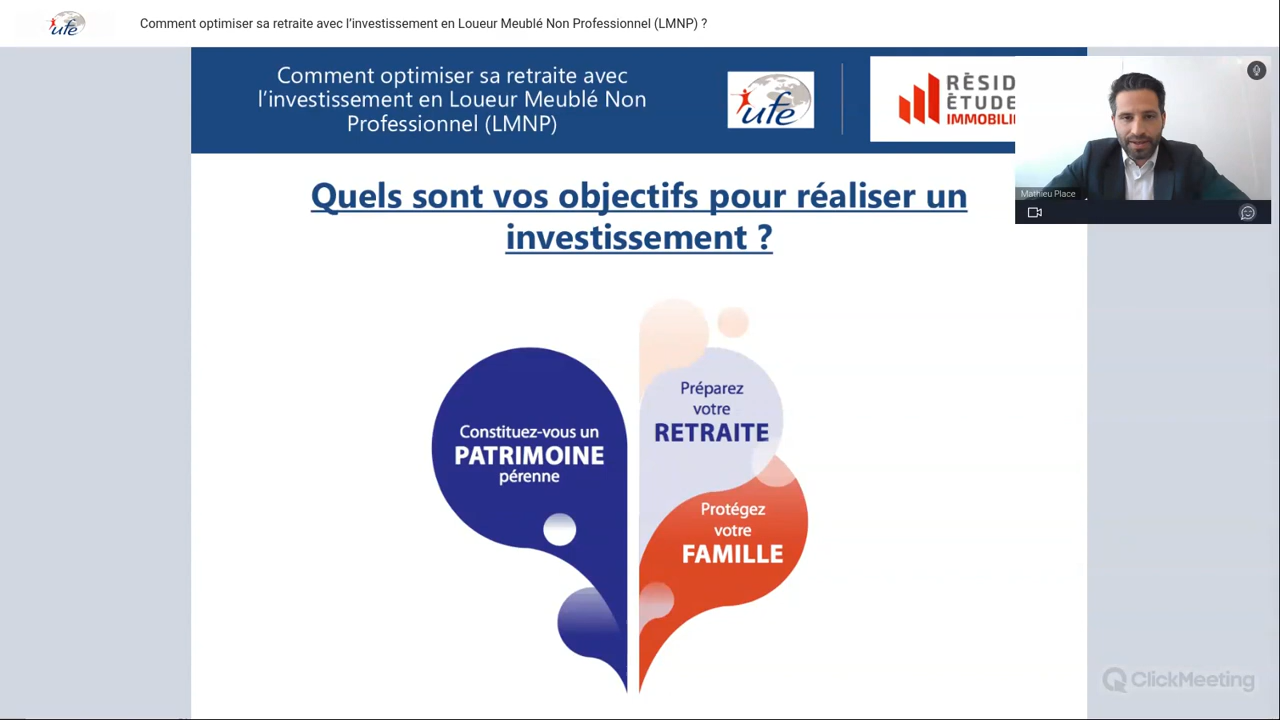 ufe
Comment optimiser sa retraite avec l’investissement en Loueur Meublé Non Professionnel (LMNP) ?
Comment optimiser sa retraite avec
l’investissement en Loueur Meublé Non
Professionnel (LMNP)
ufe
RÉSID
ÉTUDE
IMMOBILI
Mathieu Place
Quels sont vos objectifs pour réaliser un
investissement ?
Constituez-vous un
PATRIMOINE
pérenne
Préparez
votre
RETRAITE
Protégez
votre
FAMILLE
ClickMeeting